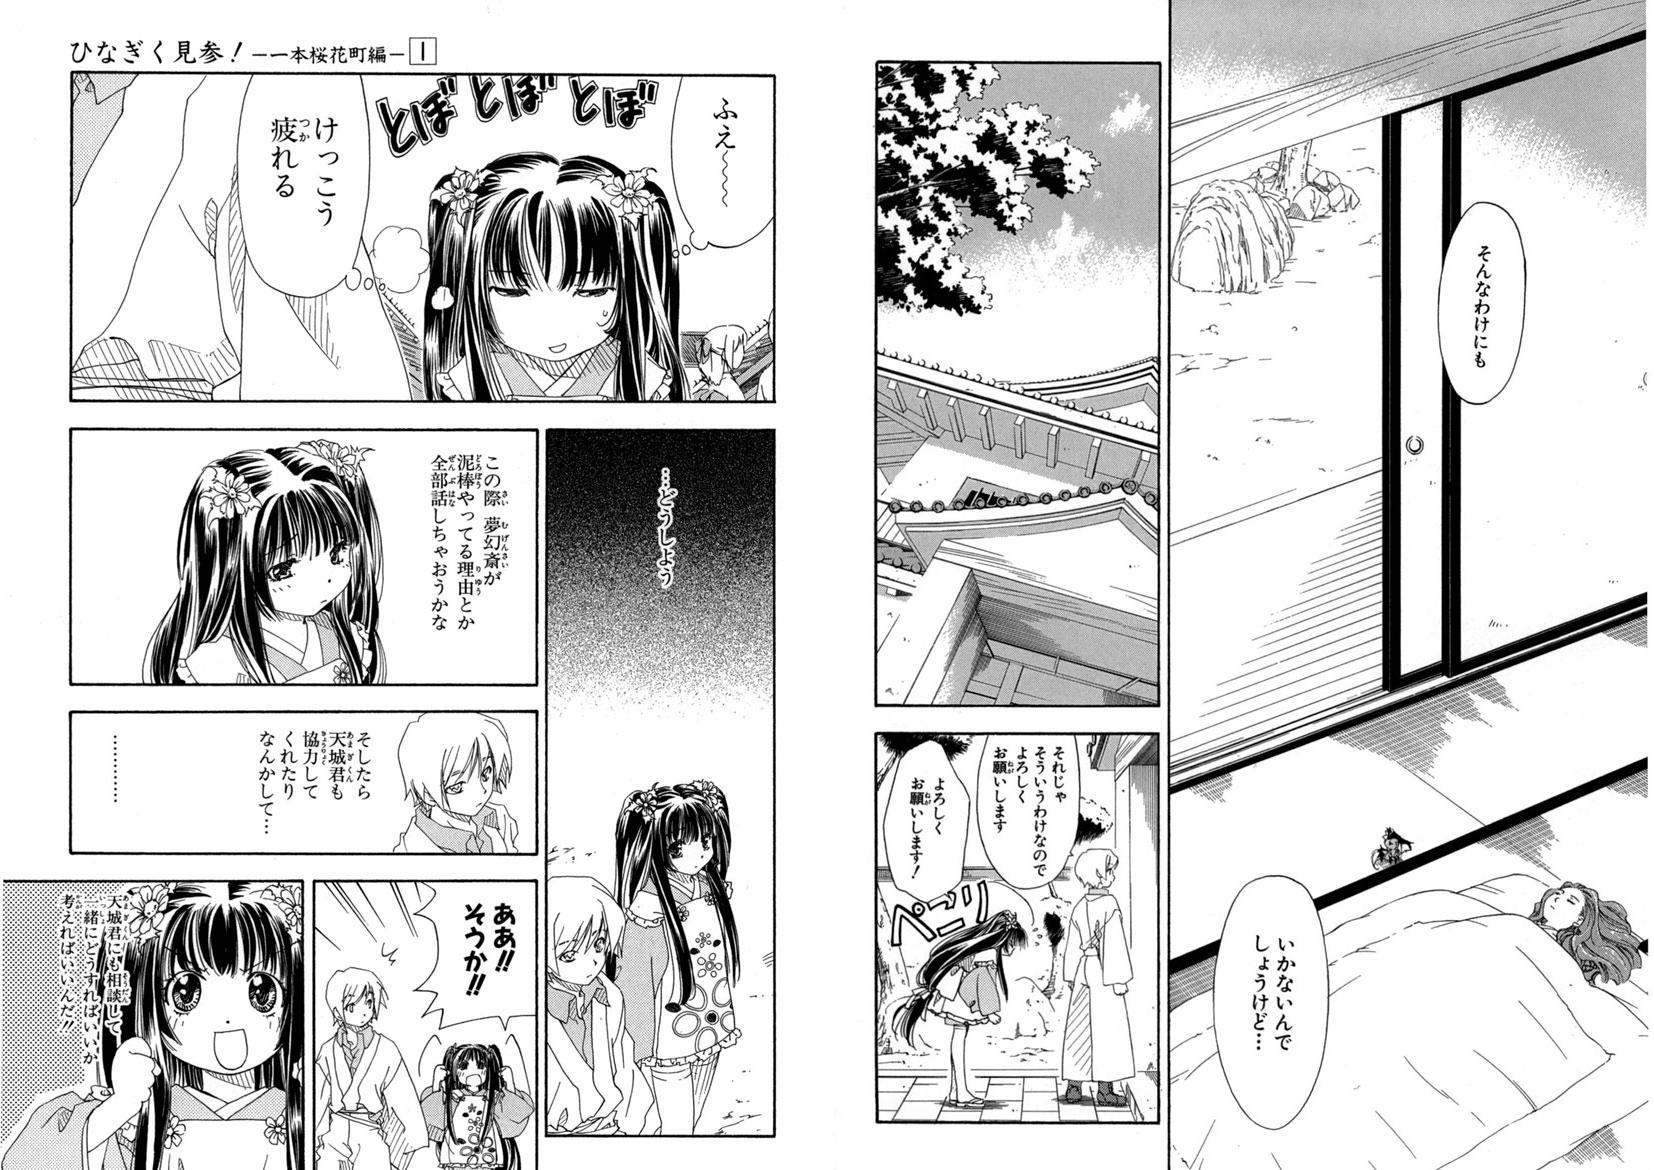 そんなわけにも
いかないんで
しょうけど…
それじゃ
そういうわけなので
よろしく
お願いします
よろしく
お願いします!
ペこり
ひなぎく見参! ―一本桜花町編― 1
ふえ〜〜〜
とぼ とぼ とぼ
けっこう
疲れる
…どうしよう
この際 夢幻斎が
泥棒やってる理由とか
全部話しちゃおうかな
そしたら
天城君も
協力して
くれたり
なんかして…
…………
ああ!!
そうか!!
天城君にも相談して
一緒にどうすればいいか
考えればいいんだ!!